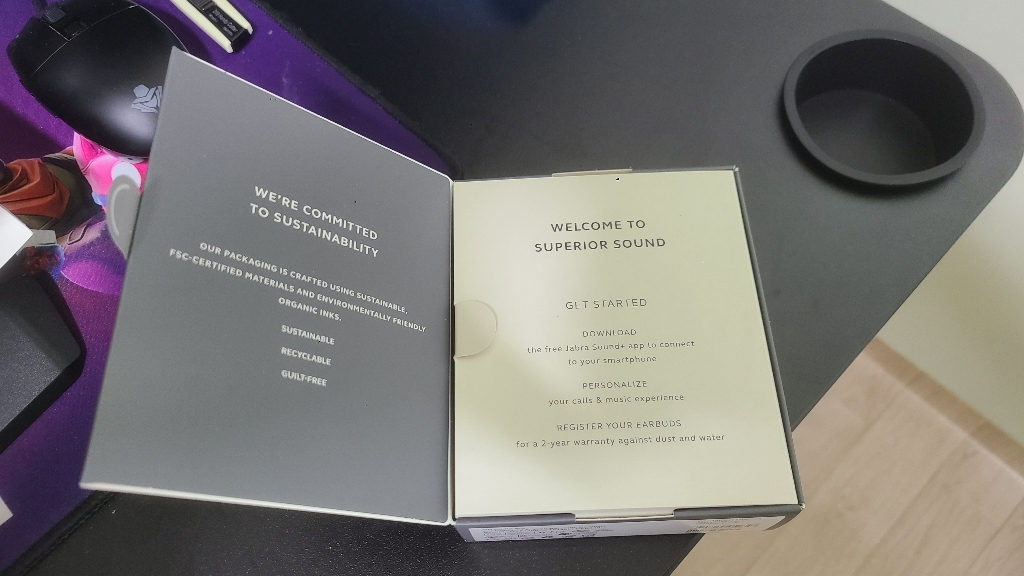 WE'RE COMMITTED
TO SUSTAINABILITY
OUR PACKAGING IS CRAFTED USING SUSTAINABLE,
FSC-CERTIFIED MATERIALS AND ENVIRONMENTALLY FRIENDLY
ORGANIC INKS.
SUSTAINABLE
RECYCLABLE
GUILT-FREE
WELCOME TO
SUPERIOR SOUND
GET STARTED
DOWNLOAD
the free Jabra Sound+ app to connect
to your smartphone
PERSONALIZE
your calls & music experience
REGISTER YOUR EARBUDS
for a 2-year warranty against dust and water